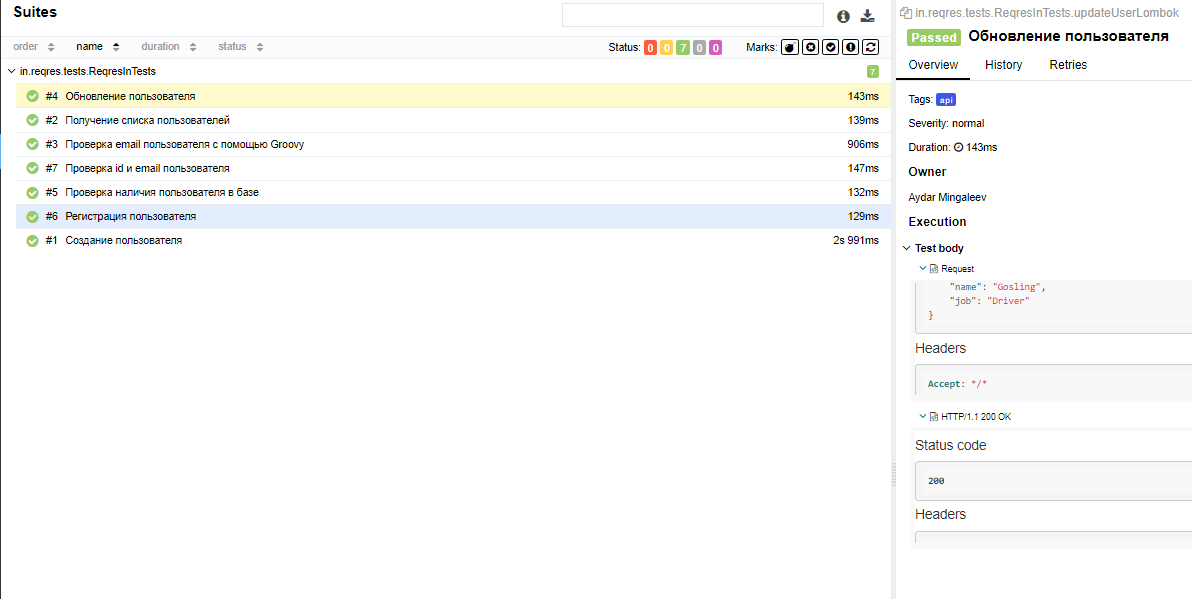 Suites
order name duration status Status: 0 0 7 0 0 Marks:
in.reqres.tests.ReqresInTests 7
#4 Обновление пользователя 143ms
#2 Получение списка пользователей 139ms
#3 Проверка email пользователя с помощью Groovy 906ms
#7 Проверка id и email пользователя 147ms
#5 Проверка наличия пользователя в базе 132ms
#6 Регистрация пользователя 129ms
#1 Создание пользователя 2s 991ms
in.reqres.tests.ReqresInTests.updateUserLombok
Passed Обновление пользователя
Overview History Retries
Tags: api
Severity: normal
Duration: 143ms
Owner
Aydar Mingaleev
Execution
Test body
Request
"name": "Gosling",
"job": "Driver"
}
Headers
Accept: */*
HTTP/1.1 200 OK
Status code
200
Headers